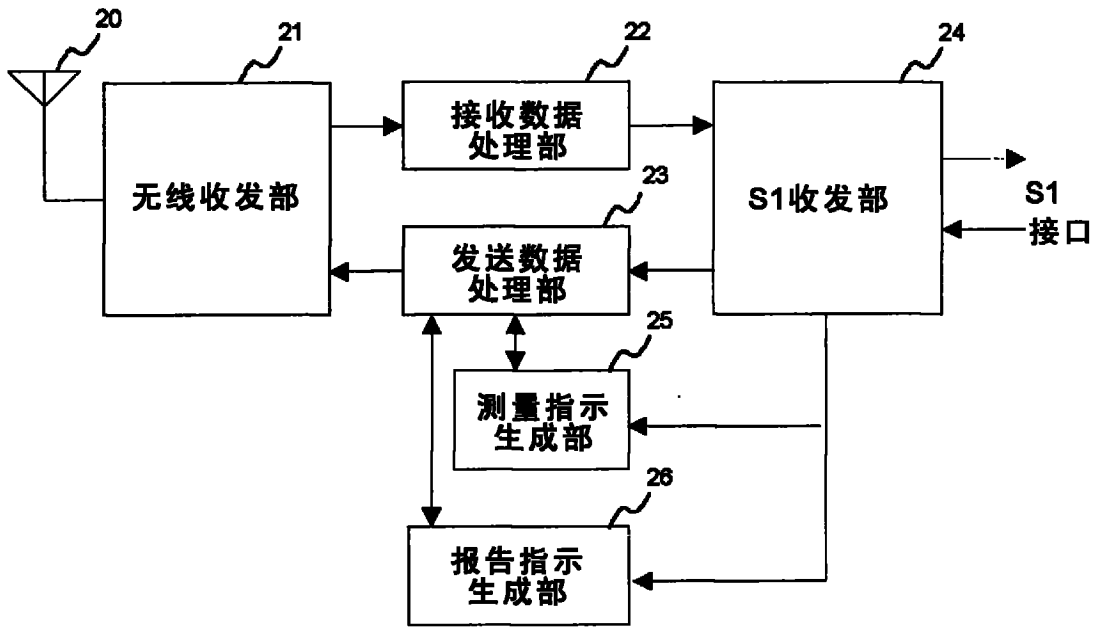 20
21
22
24
接收数据
处理部
无线收发部
23
S1收发部
S1
接口
发送数据
处理部
25
测量指示
生成部
26
报告指示
生成部